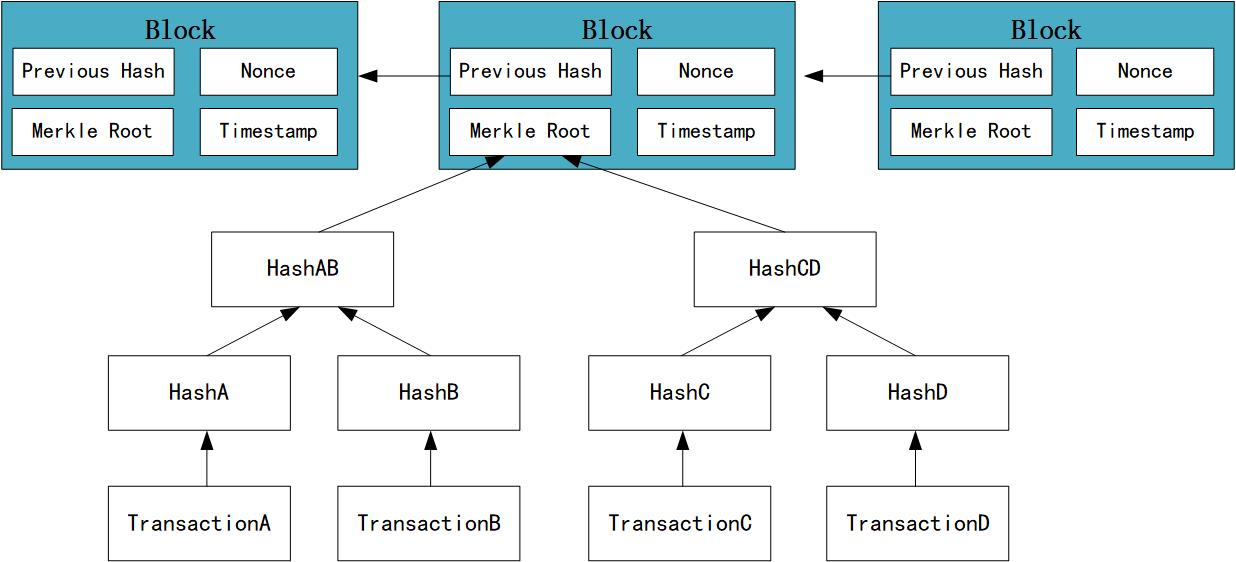 Block
Block
Block
Previous Hash
Nonce
Previous Hash
Nonce
Previous Hash
Nonce
Merkle Root
Timestamp
Merkle Root
Timestamp
Merkle Root
Timestamp
HashAB
HashCD
HashA
HashB
HashC
HashD
TransactionA
TransactionB
TransactionC
TransactionD